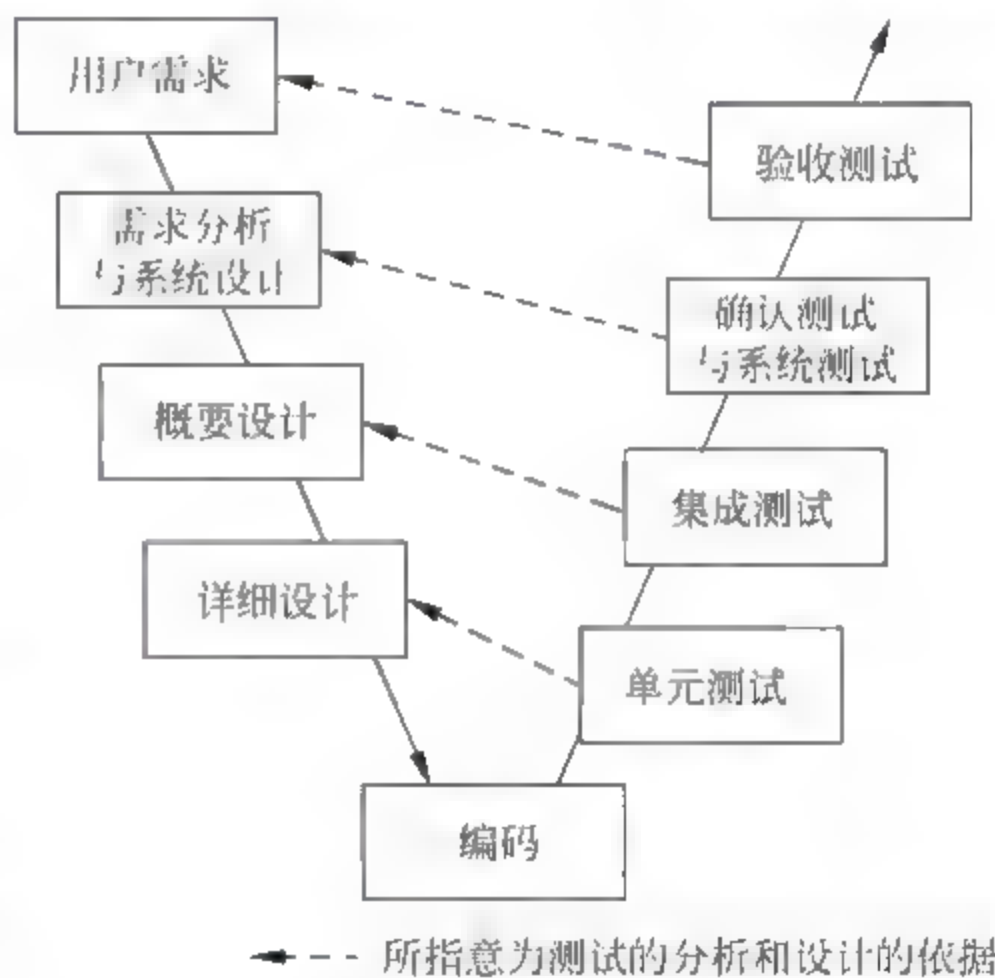 用户需求
验收测试
需求分析
与系统设计
确认测试
与系统测试
概要设计
集成测试
详细设计
单元测试
编码
所指意为测试的分析和设计的依据